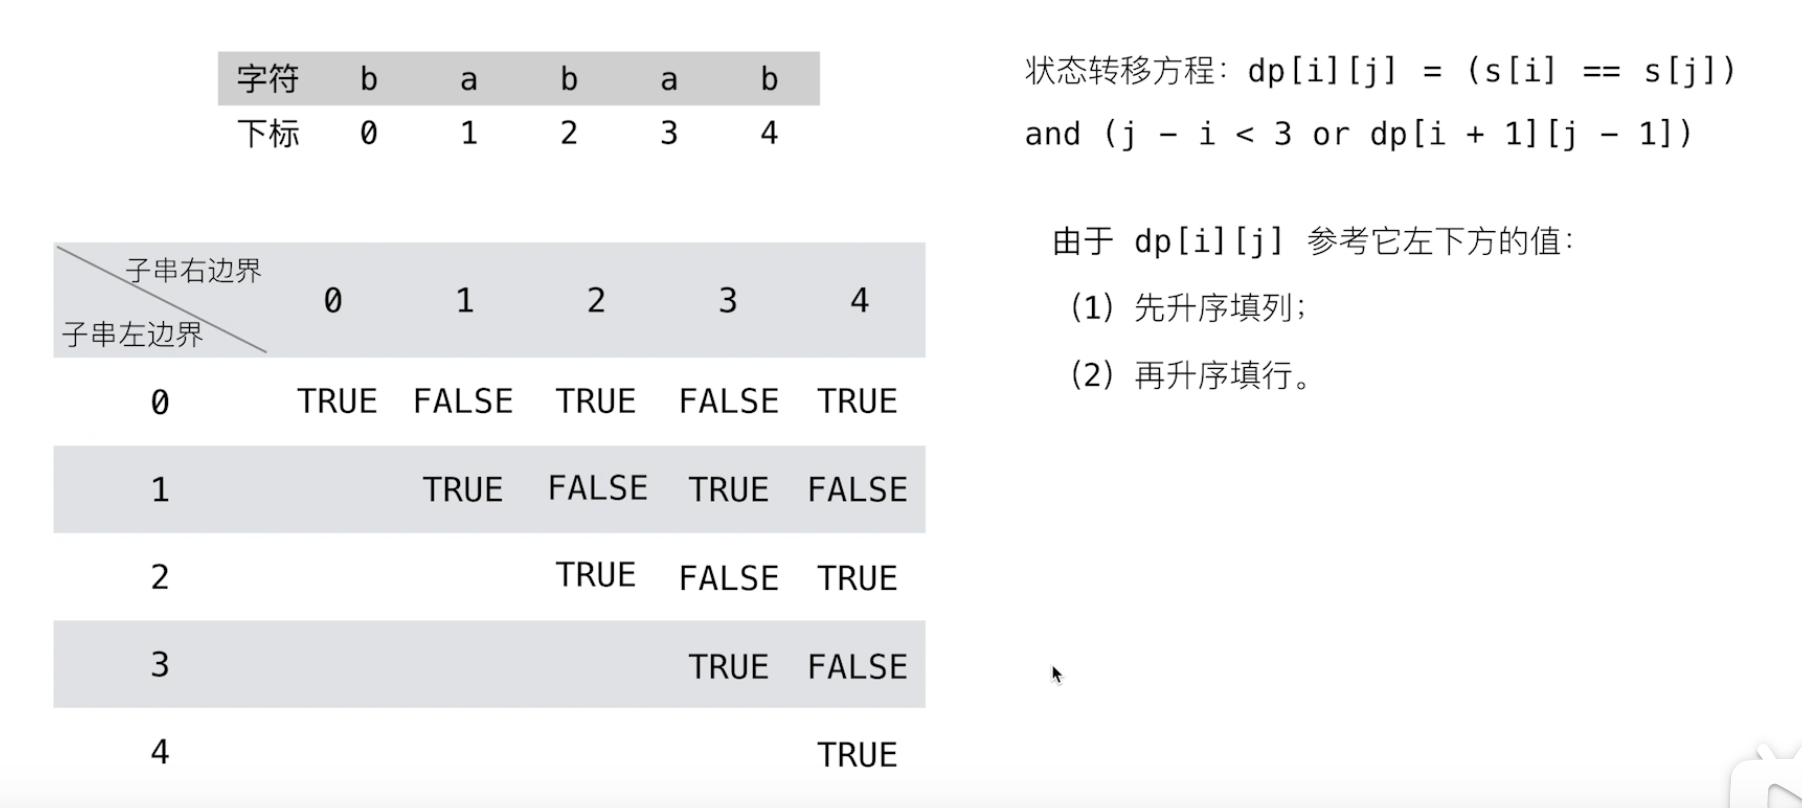 字符 b a b a b
下标 0 1 2 3 4
状态转移方程：dp[i][j] = (s[i] == s[j])
and (j - i < 3 or dp[i + 1][j - 1])
由于 dp[i][j] 参考它左下方的值：
（1）先升序填列；
（2）再升序填行。
子串右边界
子串左边界
0 1 2 3 4
0 TRUE FALSE TRUE FALSE TRUE
1 TRUE FALSE TRUE FALSE
2 TRUE FALSE TRUE
3 TRUE FALSE
4 TRUE